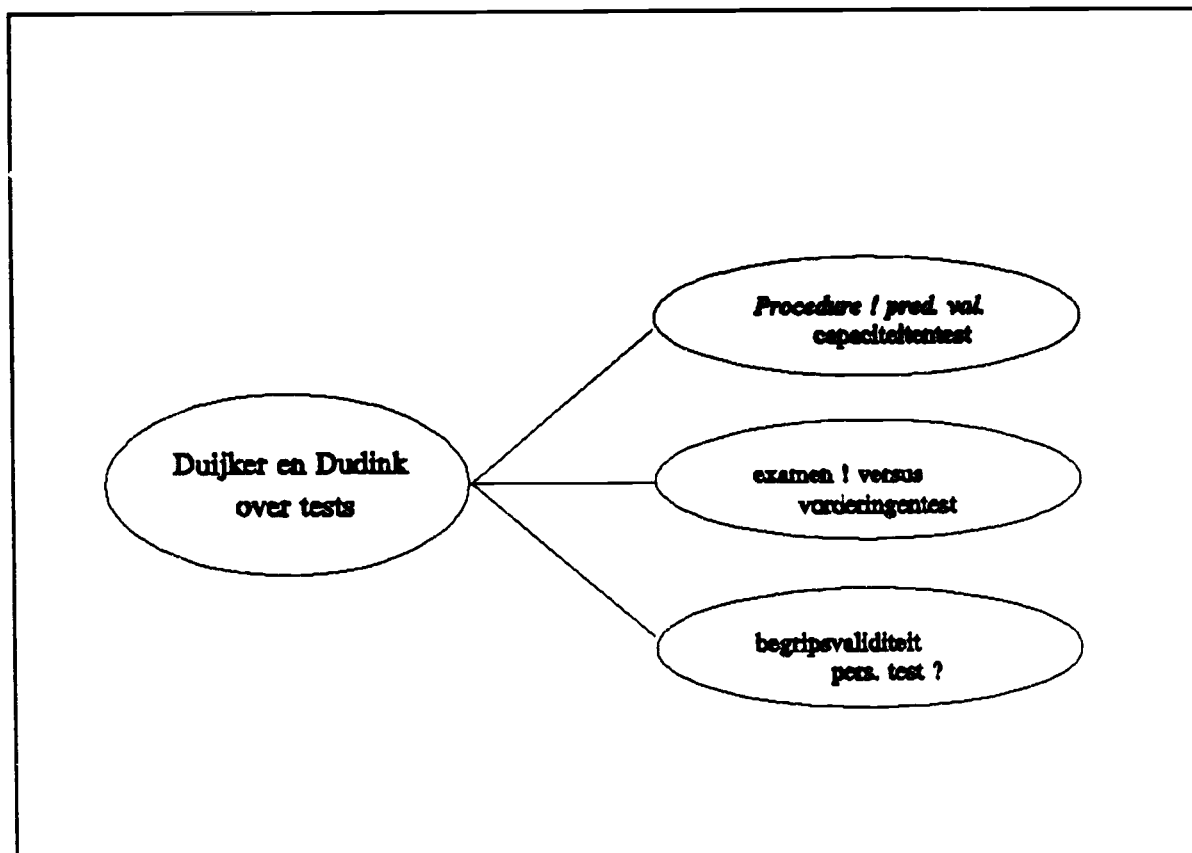 Duijker en Dudink
over tests
Procedure ! pred. val.
capaciteitentest
examen ! versus
vorderingentest
begripsvaliditeit
pers. test ?